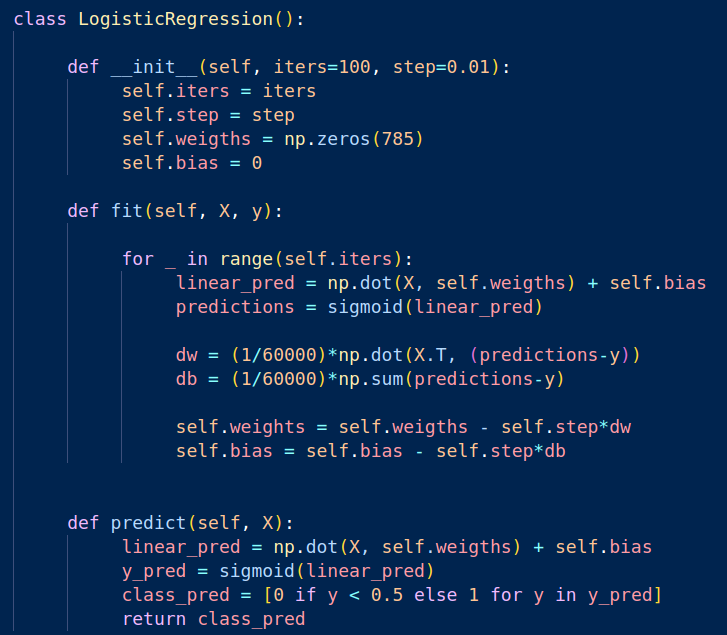 class LogisticRegression():
def __init__(self, iters=100, step=0.01):
self.iters = iters
self.step = step
self.weigths = np.zeros(785)
self.bias = 0
def fit(self, X, y):
for _ in range(self.iters):
linear_pred = np.dot(X, self.weigths) + self.bias
predictions = sigmoid(linear_pred)
dw = (1/60000)*np.dot(X.T, (predictions-y))
db = (1/60000)*np.sum(predictions-y)
self.weights = self.weigths - self.step*dw
self.bias = self.bias - self.step*db
def predict(self, X):
linear_pred = np.dot(X, self.weigths) + self.bias
y_pred = sigmoid(linear_pred)
class_pred = [0 if y < 0.5 else 1 for y in y_pred]
return class_pred